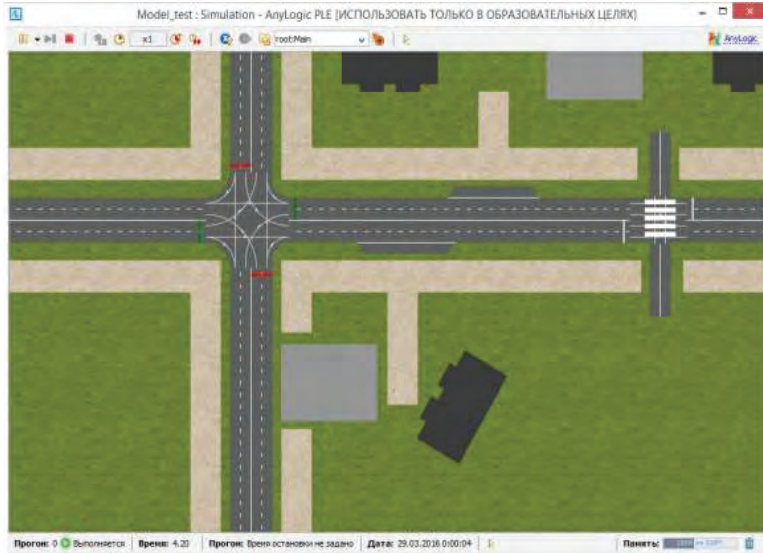 Model_test : Simulation - AnyLogic PLE [ИСПОЛЬЗОВАТЬ ТОЛЬКО В ОБРАЗОВАТЕЛЬНЫХ ЦЕЛЯХ]
x1 root:Main AnyLogic
Прогон: 0 Выполняется Время: 4.20 Прогон: Время остановки не задано Дата: 29.03.2016 0:00:04 Память: